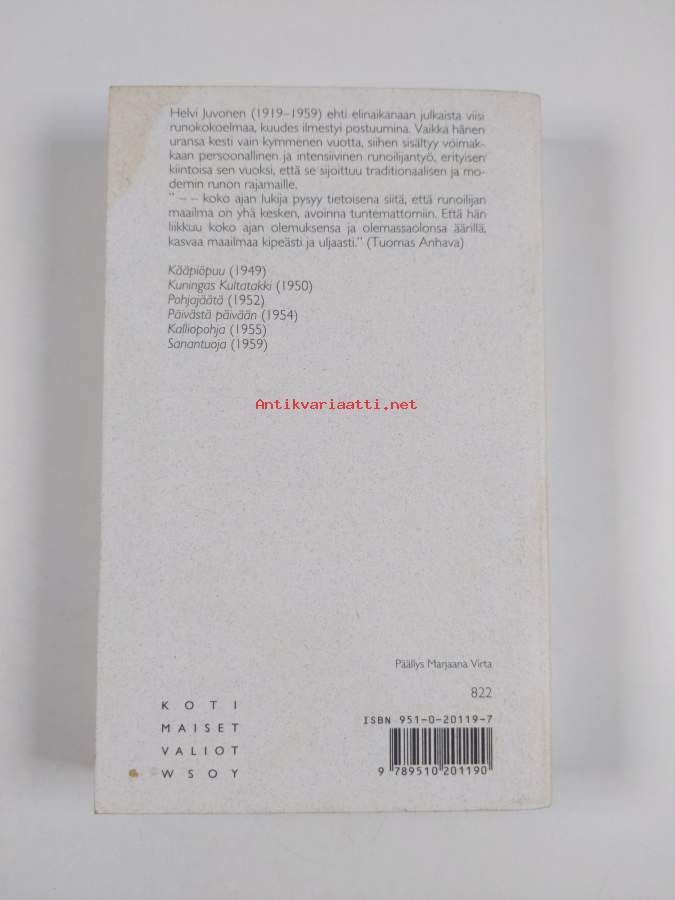 Helvi Juvonen (1919–1959) ehti elinaikanaan julkaista viisi
runokokoelmaa, kuudes ilmestyi postuumina. Vaikka hänen
uransa kesti vain kymmenen vuotta, siihen sisältyy voimak-
kaan persoonallinen ja intensiivinen runoilijantyö, erityisen
kiintoisa sen vuoksi, että se sijoittuu traditionaalisen ja mo-
dernin runon rajamaille.
" – – koko ajan lukija pysyy tietoisena siitä, että runoilijan
maailma on yhä kesken, avoinna tuntemattomiin. Että hän
liikkuu koko ajan olemuksensa ja olemassaolonsa äärillä,
kasvaa maailmaa kipeästi ja uljaasti." (Tuomas Anhava)
Kääpiöpuu (1949)
Kuningas Kultatakki (1950)
Pohjajäätä (1952)
Päivästä päivään (1954)
Kalliopohja (1955)
Sanantuoja (1959)
Antikvariaatti.net
Päällys Marjaana Virta
822
KOTI
MAISET
VALIOT
WSOY
ISBN 951-0-20119-7
9 789510 201190